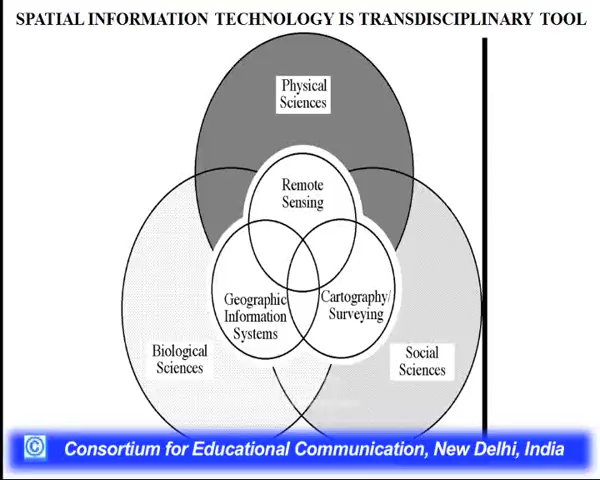 SPATIAL INFORMATION TECHNOLOGY IS TRANSDISCIPLINARY TOOL
Physical
Sciences
Remote
Sensing
Geographic
Information
Systems
Cartography/
Surveying
Biological
Sciences
Social
Sciences
© Consortium for Educational Communication, New Delhi, India